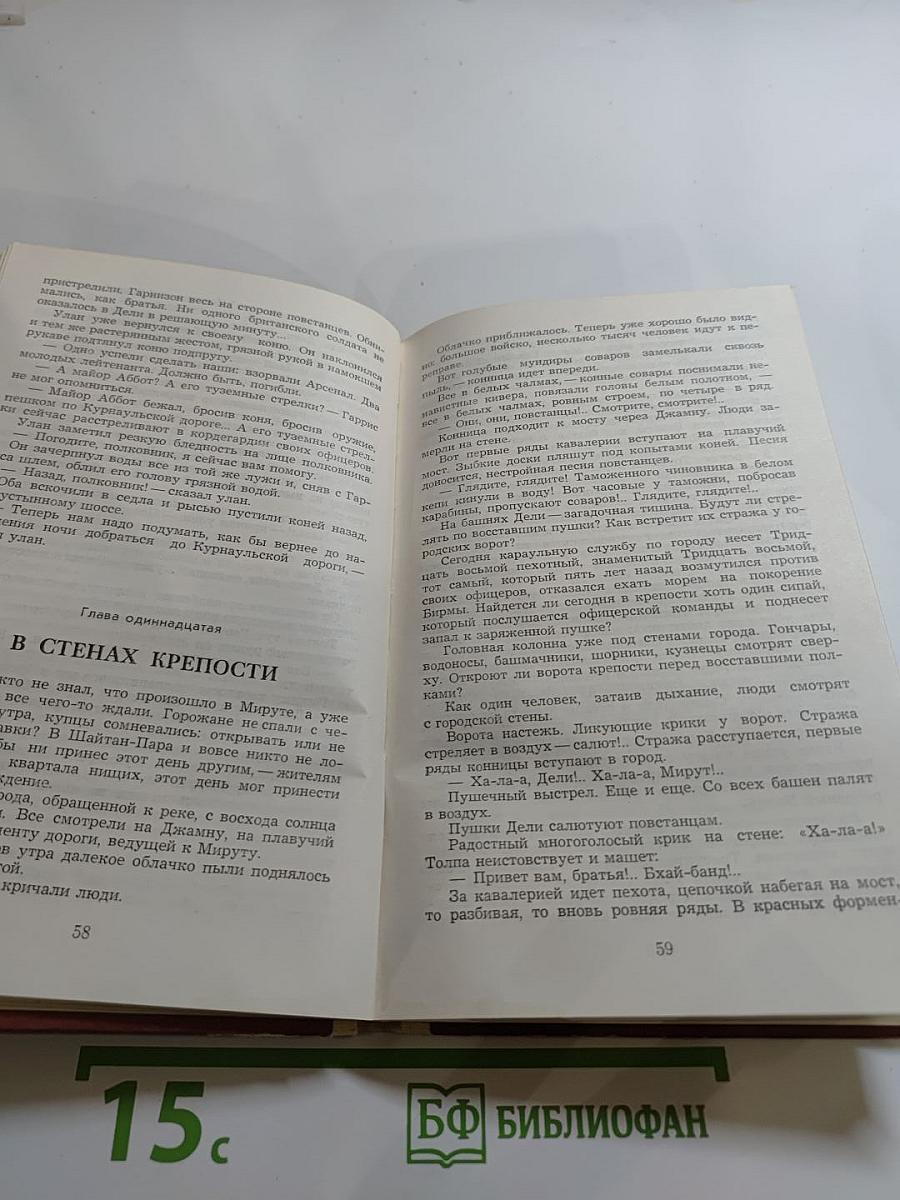 пристрелили. Гарнизон весь на стороне повстанцев. Обни-
мались, как братья. Ни одного британского солдата не
оказалось в Дели в решающую минуту...
Улан уже вернулся к своему коню. Он наклонился
и тем же растерянным жестом, грязной рукой в намокшем
рукаве подтянул коню подпругу.
— Одно успели сделать наши: взорвали Арсенал. Два
молодых лейтенанта. Должно быть, погибли.
— А майор Аббот? А его туземные стрелки? — Гаррис
не мог опомниться.
— Майор Аббот бежал, бросив коня, бросив оружие,
пешком по Курнаульской дороге... А его туземные стрел-
ки сейчас расстреливают в кордегардии своих офицеров.
Улан заметил резкую бледность на лице полковника.
— Погодите, полковник, я сейчас вам помогу.
Он зачерпнул воды все из той же лужи и, сняв с Гар-
са шлем, облил его голову грязной водой.
— Назад, полковник! — сказал улан.
Оба вскочили в седла и рысью пустили коней назад,
устынному шоссе.
— Теперь нам надо подумать, как бы вернее до на-
ения ночи добраться до Курнаульской дороги, —
л улан.
Глава одиннадцатая
В СТЕНАХ КРЕПОСТИ
кто не знал, что произошло в Мируте, а уже
все чего-то ждали. Горожане не спали с че-
утра, купцы сомневались: открывать или не
авки? В Шайтан-Пара и вовсе никто не ло-
бы ни принес этот день другим, — жителям
квартала нищих, этот день мог принести
ждение.
рода, обращенной к реке, с восхода солнца
и. Все смотрели на Джамну, на плавучий
ленту дороги, ведущей к Мируту.
ов утра далекое облачко пыли поднялось
той.
кричали люди.
58
Облачко приближалось. Теперь уже хорошо было вид-
но: большое войско, несколько тысяч человек идут к пе-
реправе.
Вот голубые мундиры соваров замелькали сквозь
пыль, — конница идет впереди.
Все в белых чалмах, — конные совары поснимали не-
навистные кивера, повязали головы белым полотном, —
все в белых чалмах, ровным строем, по четыре в ряд.
— Они, они, повстанцы!.. Смотрите, смотрите!..
Конница подходит к мосту через Джамну. Люди за-
мерли на стене.
Вот первые ряды кавалерии вступают на плавучий
мост. Зыбкие доски пляшут под копытами коней. Песня
доносится, нестройная песня повстанцев.
— Глядите, глядите! Таможенного чиновника в белом
кепи кинули в воду! Вот часовые у таможни, побросав
карабины, пропускают соваров!.. Глядите, глядите!..
На башнях Дели — загадочная тишина. Будут ли стре-
лять по восставшим пушки? Как встретит их стража у го-
родских ворот?
Сегодня караульную службу по городу несет Трид-
цать восьмой пехотный, знаменитый Тридцать восьмой,
тот самый, который пять лет назад возмутился против
своих офицеров, отказался ехать морем на покорение
Бирмы. Найдется ли сегодня в крепости хоть один сипай,
который послушается офицерской команды и поднесет
запал к заряженной пушке?
Головная колонна уже под стенами города. Гончары,
водоносы, башмачники, шорники, кузнецы смотрят свер-
ху. Откроют ли ворота крепости перед восставшими пол-
ками?
Как один человек, затаив дыхание, люди смотрят
с городской стены.
Ворота настежь. Ликующие крики у ворот. Стража
стреляет в воздух — салют!.. Стража расступается, первые
ряды конницы вступают в город.
— Ха-ла-а, Дели!.. Ха-ла-а, Мирут!..
Пушечный выстрел. Еще и еще. Со всех башен палят
в воздух.
Пушки Дели салютуют повстанцам.
Радостный многоголосый крик на стене: «Ха-ла-а!»
Толпа неистовствует и машет:
— Привет вам, братья!.. Бхай-банд!..
За кавалерией идет пехота, цепочкой набегая на мост,
то разбивая, то вновь ровняя ряды. В красных формен-
59
15 с
БФ БИБЛИОФАН